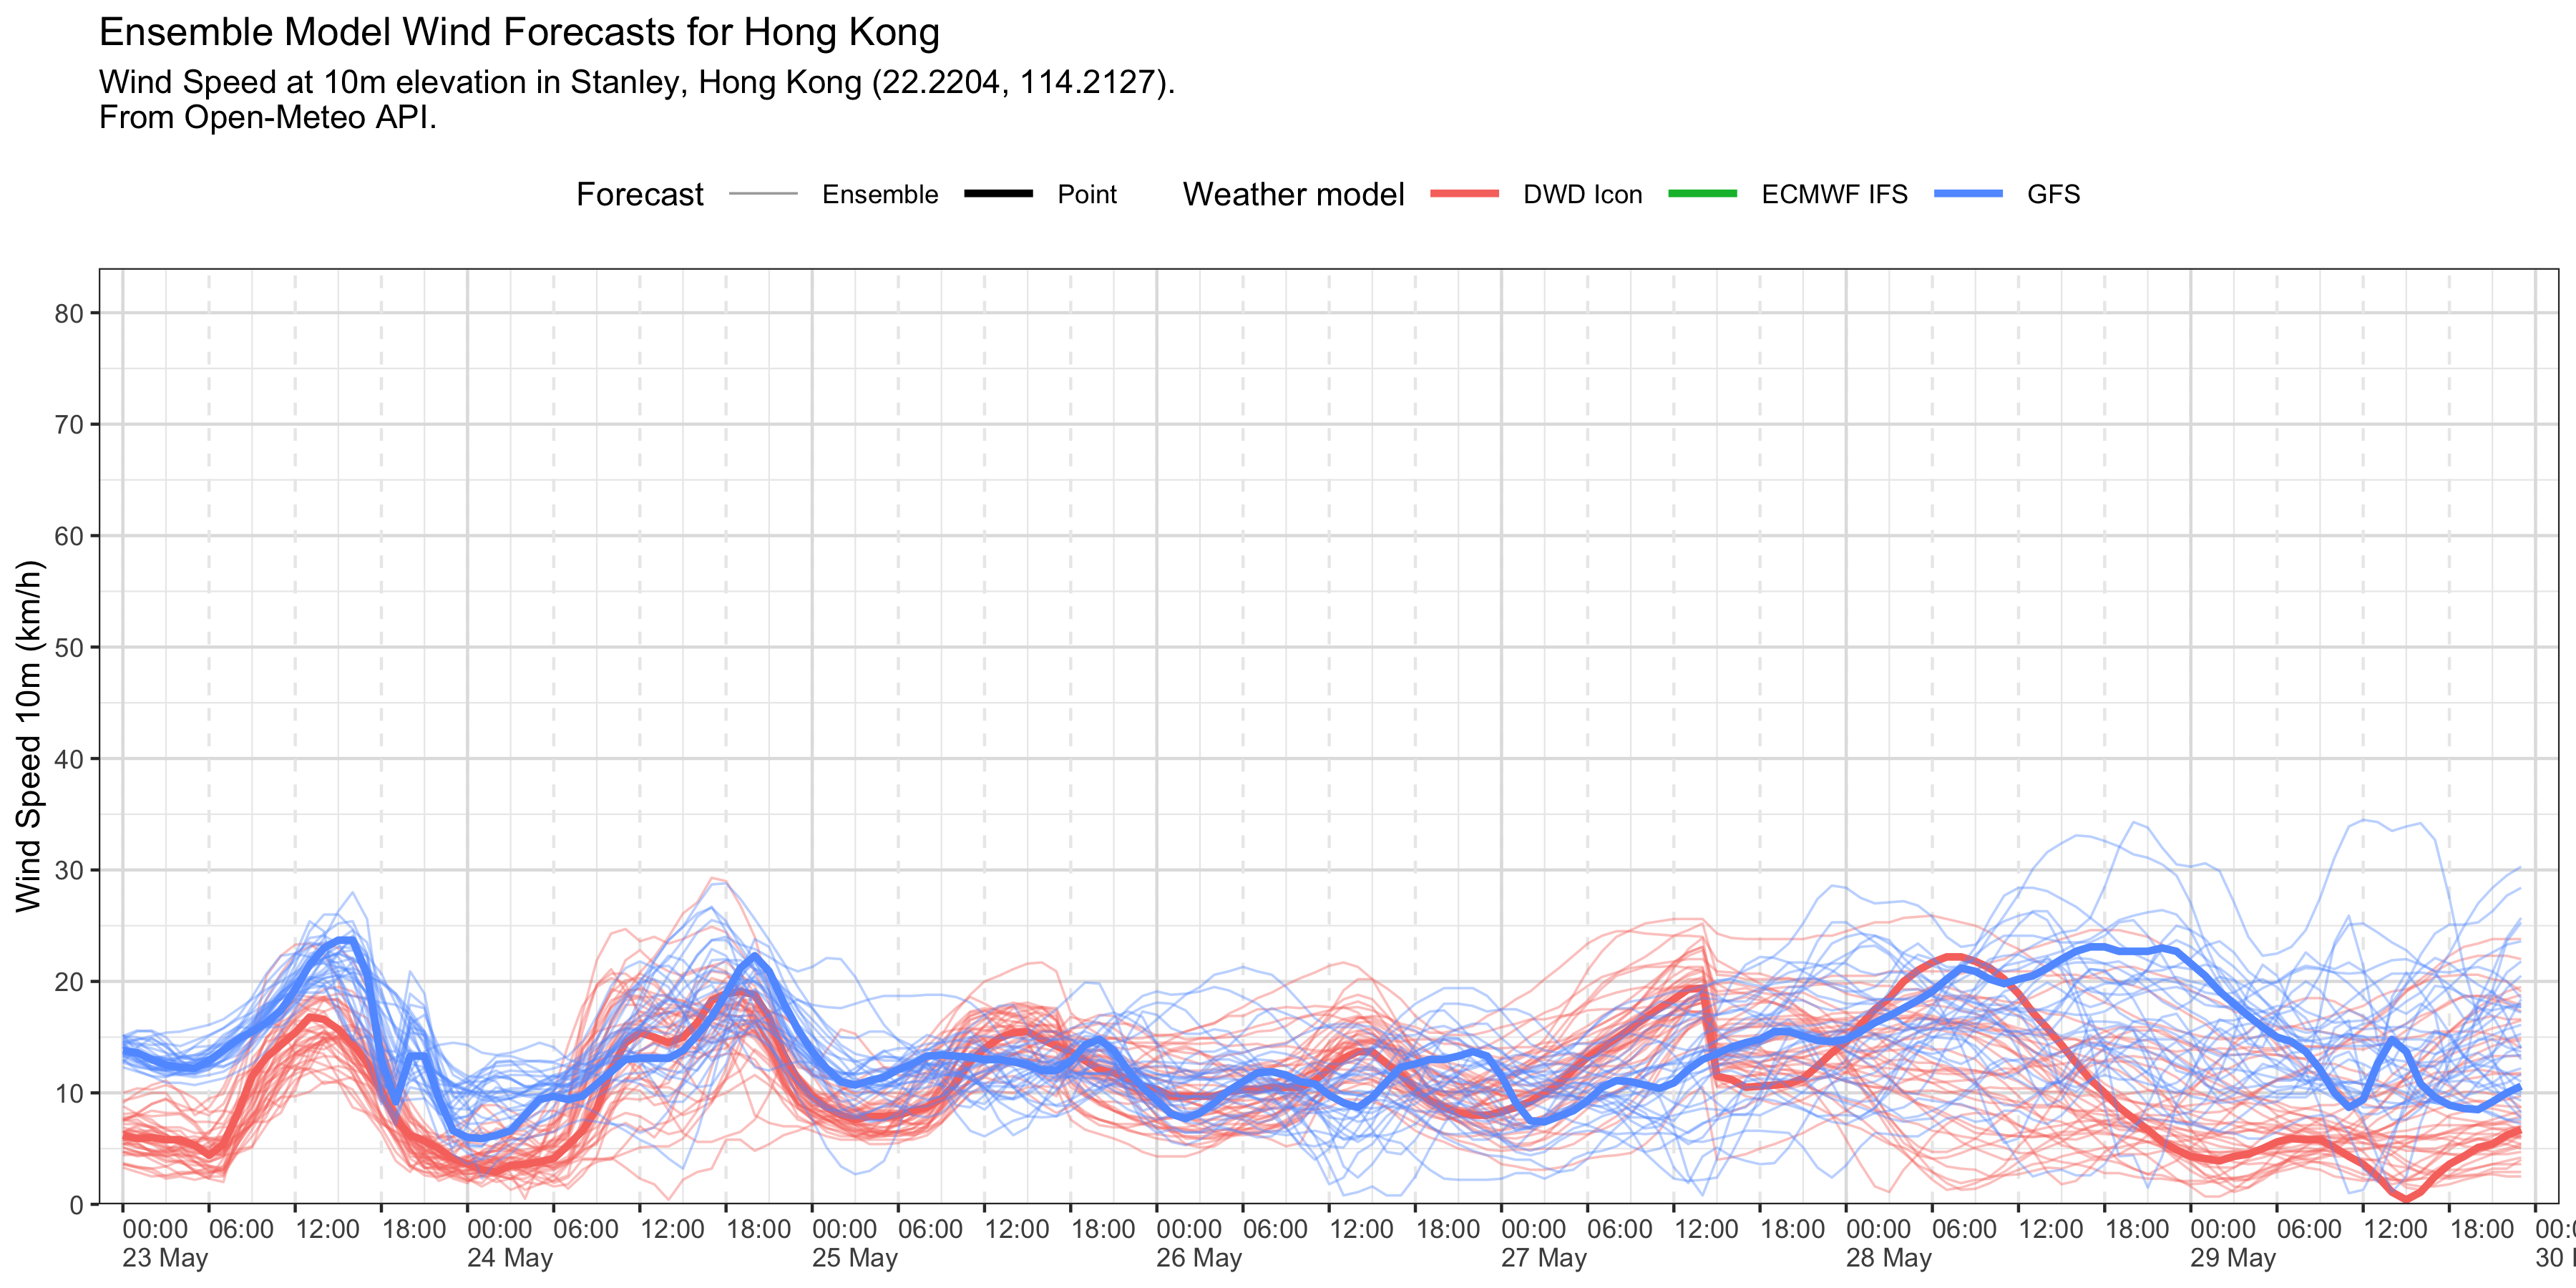 Ensemble Model Wind Forecasts for Hong Kong
Wind Speed at 10m elevation in Stanley, Hong Kong (22.2204, 114.2127).
From Open-Meteo API.
Forecast Ensemble Point Weather model DWD Icon ECMWF IFS GFS
Wind Speed 10m (km/h)
80
70
60
50
40
30
20
10
0
00:00 06:00 12:00 18:00 00:00 06:00 12:00 18:00 00:00 06:00 12:00 18:00 00:00 06:00 12:00 18:00 00:00 06:00 12:00 18:00 00:00 06:00 12:00 18:00 00:00 06:00 12:00 18:00
23 May 24 May 25 May 26 May 27 May 28 May 29 May 30